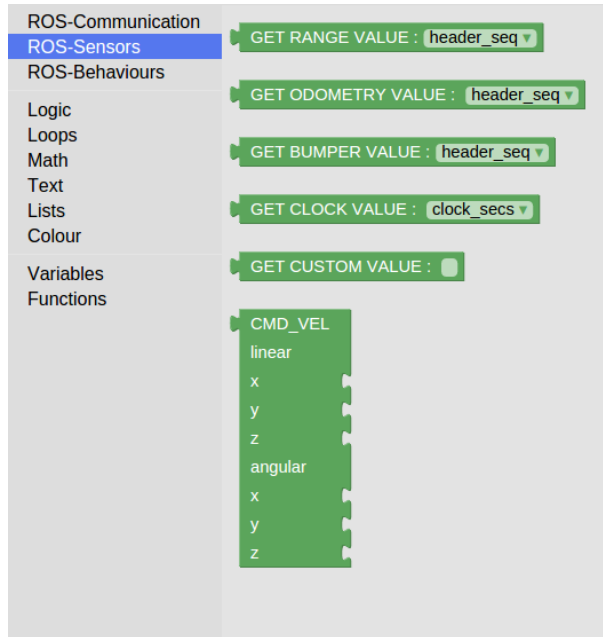 ROS-Communication
ROS-Sensors
ROS-Behaviours
Logic
Loops
Math
Text
Lists
Colour
Variables
Functions
GET RANGE VALUE : header_seq
GET ODOMETRY VALUE : header_seq
GET BUMPER VALUE : header_seq
GET CLOCK VALUE : clock_secs
GET CUSTOM VALUE :
CMD_VEL
linear
x
y
z
angular
x
y
z